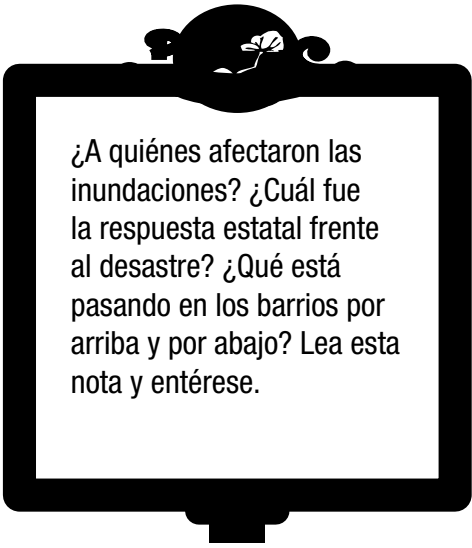 ¿A quiénes afectaron las
inundaciones? ¿Cuál fue
la respuesta estatal frente
al desastre? ¿Qué está
pasando en los barrios por
arriba y por abajo? Lea esta
nota y entérese.